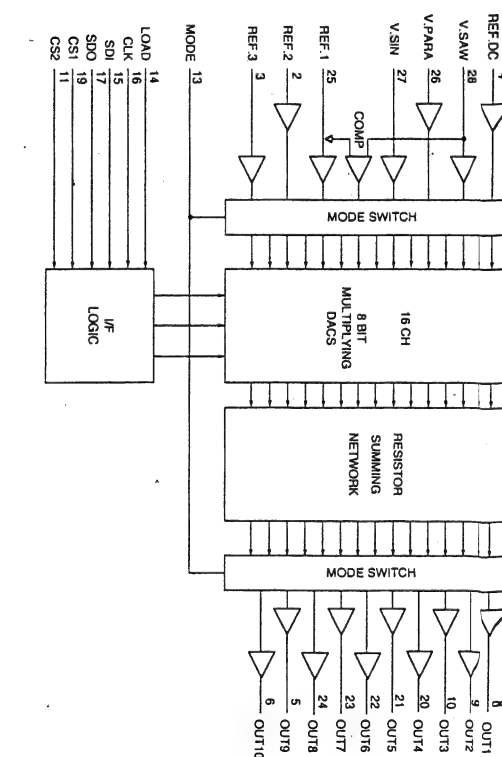 REF.DC
V.SAW 28
V.PARA 26
V.SIN 27
COMP
REF.1 25
REF.2 2
REF.3 3
MODE 13
LOAD 14
CLK 16
SDI 15
SDO 17
CS1 19
CS2 11
MODE SWITCH
16 CH
8 BIT
MULTIPLYING
DACS
I/F
LOGIC
RESISTOR
SUMMING
NETWORK
MODE SWITCH
OUT1
9 OUT2
10 OUT3
20 OUT4
21 OUT5
22 OUT6
23 OUT7
24 OUT8
5 OUT9
6 OUT10